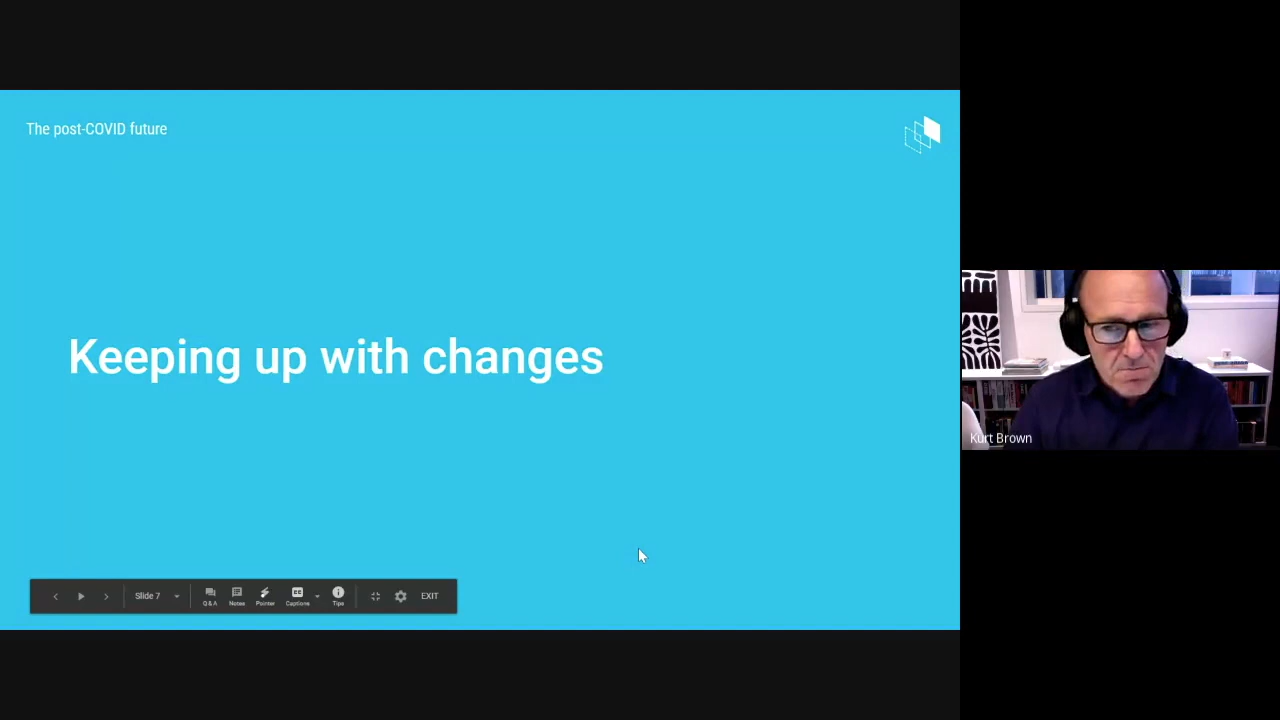 The post-COVID future
Keeping up with changes
Slide 7
Q&A
Notes
Pointer
Captions
Tips
EXIT
Kurt Brown